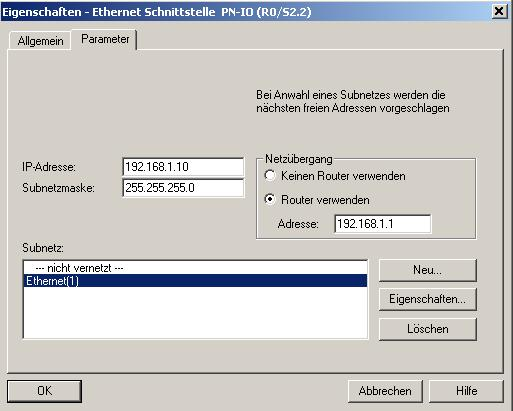 Eigenschaften - Ethernet Schnittstelle PN-IO (R0/S2.2)
Allgemein
Parameter
Bei Anwahl eines Subnetzes werden die
nächsten freien Adressen vorgeschlagen
IP-Adresse:
192.168.1.10
Subnetzmaske:
255.255.255.0
Netzübergang
Keinen Router verwenden
Router verwenden
Adresse:
192.168.1.1
Subnetz:
--- nicht vernetzt ---
Ethernet(1)
Neu...
Eigenschaften...
Löschen
OK
Abbrechen
Hilfe